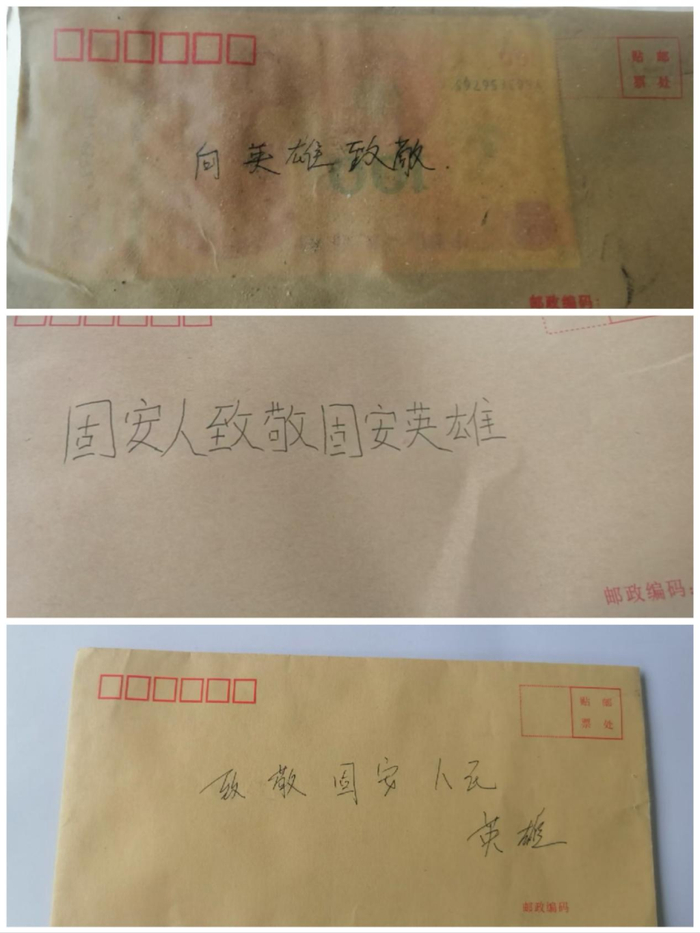 贴 邮
票 处
向英雄致敬.
100
邮政编码:
固安人致敬固安英雄
邮政编码:
贴 邮
票 处
致敬固安人民
英雄
邮政编码